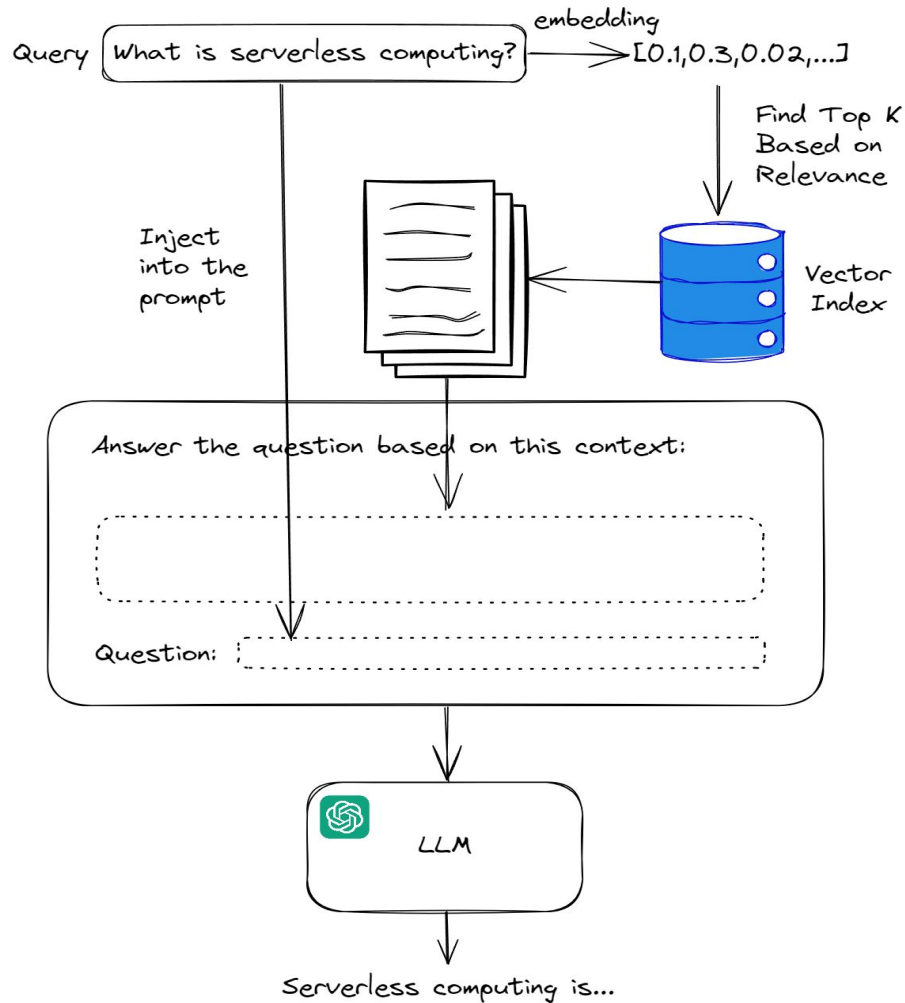 embedding
Query
What is serverless computing?
[0.1,0.3,0.02,...]
Find Top K
Based on
Relevance
Inject
into the
prompt
Vector
Index
Answer the question based on this context:
Question:
LLM
Serverless computing is...